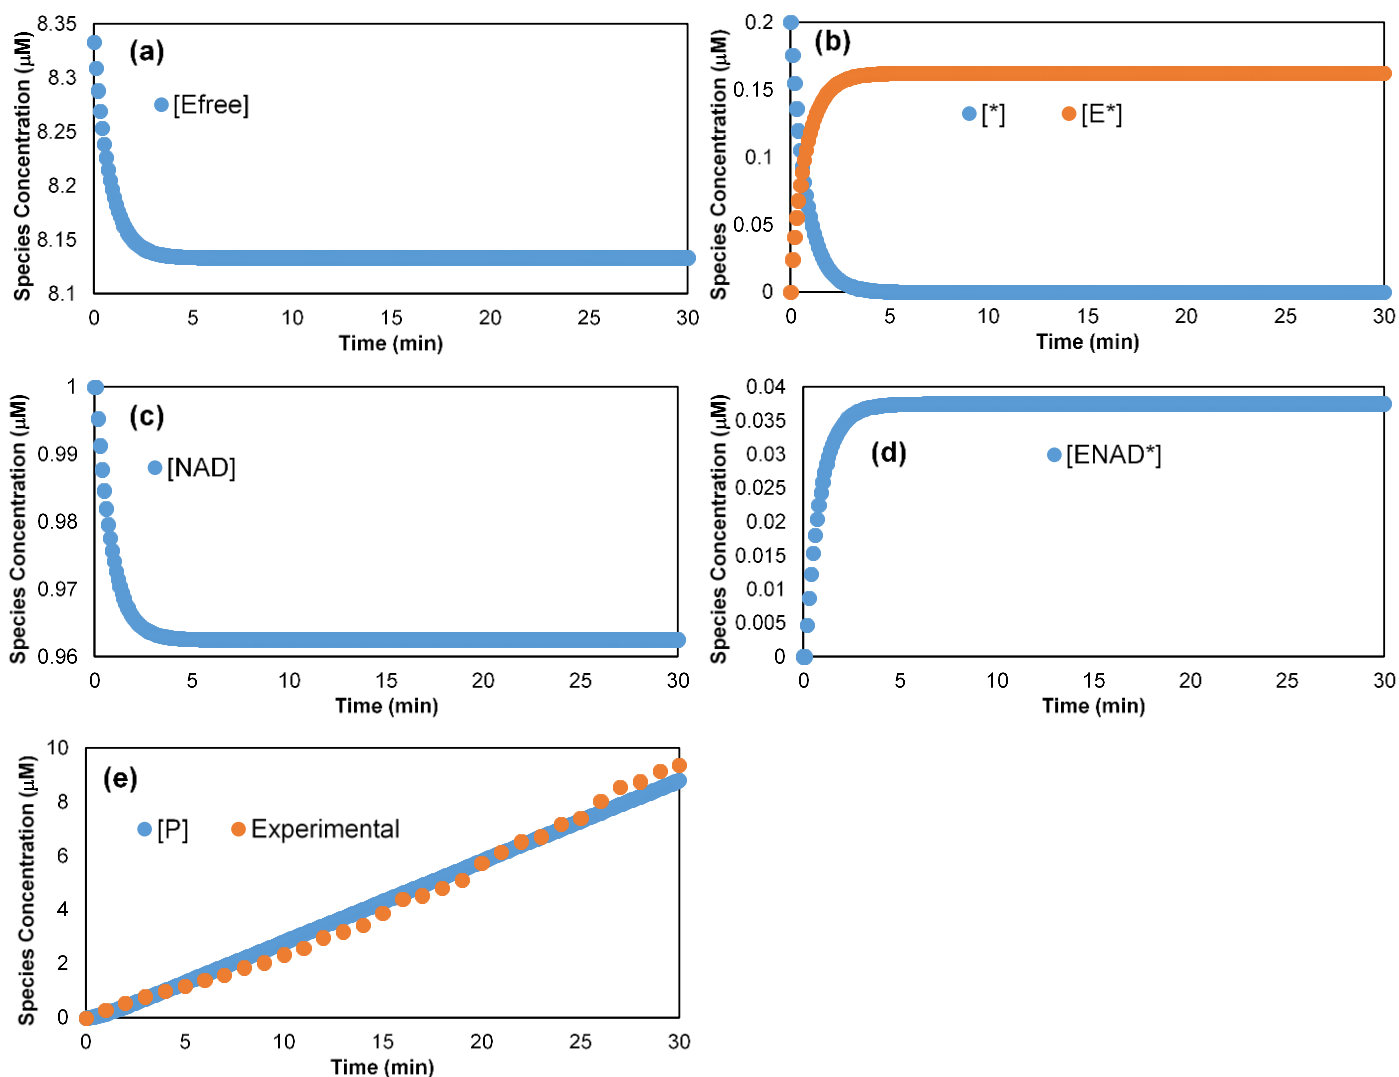 8.35
8.3
8.25
8.2
8.15
8.1
Species Concentration (µM)
(a)
[Efree]
0 5 10 15 20 25 30
Time (min)
0.2
0.15
0.1
0.05
0
Species Concentration (µM)
(b)
[*] [E*]
0 5 10 15 20 25 30
Time (min)
1
0.99
0.98
0.97
0.96
Species Concentration (µM)
(c)
[NAD]
0 5 10 15 20 25 30
Time (min)
0.04
0.035
0.03
0.025
0.02
0.015
0.01
0.005
0
Species Concentration (µM)
(d)
[ENAD*]
0 5 10 15 20 25 30
Time (min)
10
8
6
4
2
0
Species Concentration (µM)
(e)
[P] Experimental
0 5 10 15 20 25 30
Time (min)